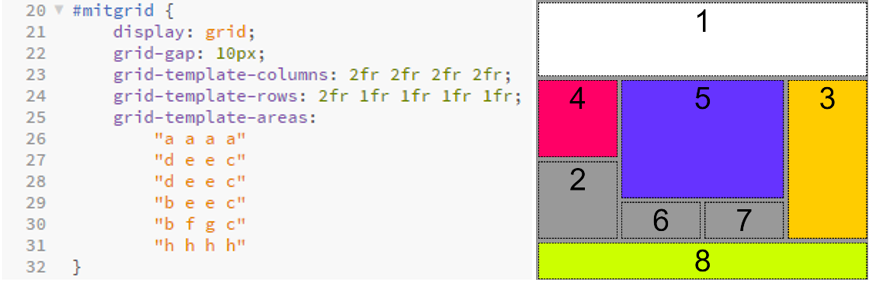 20 #mitgrid {
21 display: grid;
22 grid-gap: 10px;
23 grid-template-columns: 2fr 2fr 2fr 2fr;
24 grid-template-rows: 2fr 1fr 1fr 1fr 1fr;
25 grid-template-areas:
26 "a a a a"
27 "d e e c"
28 "d e e c"
29 "b e e c"
30 "b f g c"
31 "h h h h"
32 }
1
4 5 3
2
6 7
8